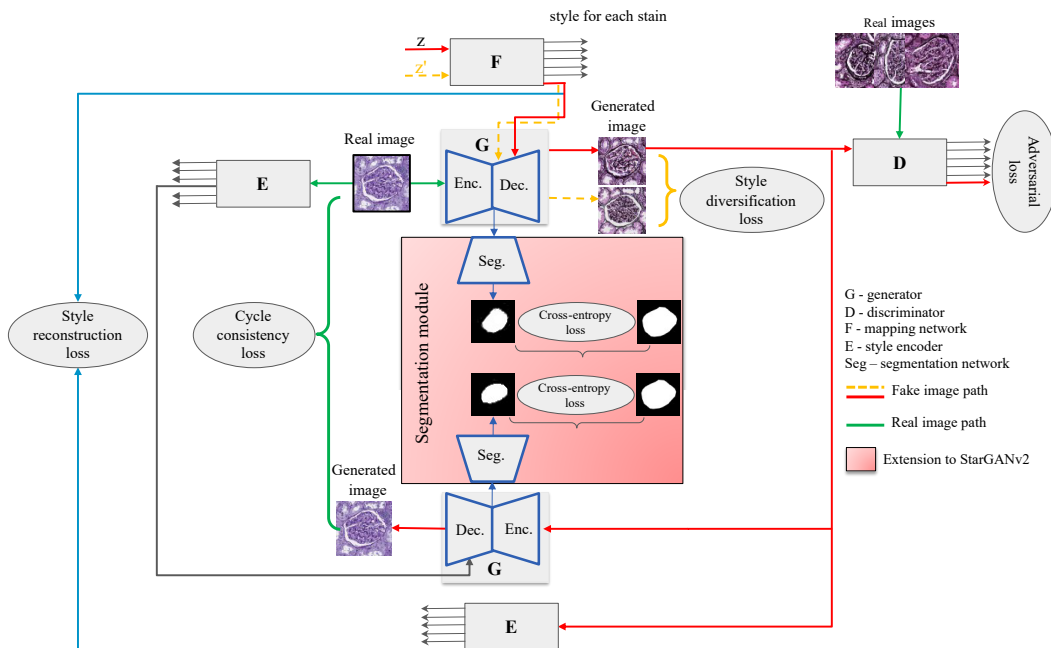 style for each stain
z
z'
F
Real images
Generated
image
Real image
G
Enc.
Dec.
E
D
Adversarial
loss
Style
diversification
loss
Seg.
Segmentation module
Cross-entropy
loss
Style
reconstruction
loss
Cycle
consistency
loss
Cross-entropy
loss
Seg.
G - generator
D - discriminator
F - mapping network
E - style encoder
Seg – segmentation network
Fake image path
Real image path
Extension to StarGANv2
Generated
image
Dec.
Enc.
G
E